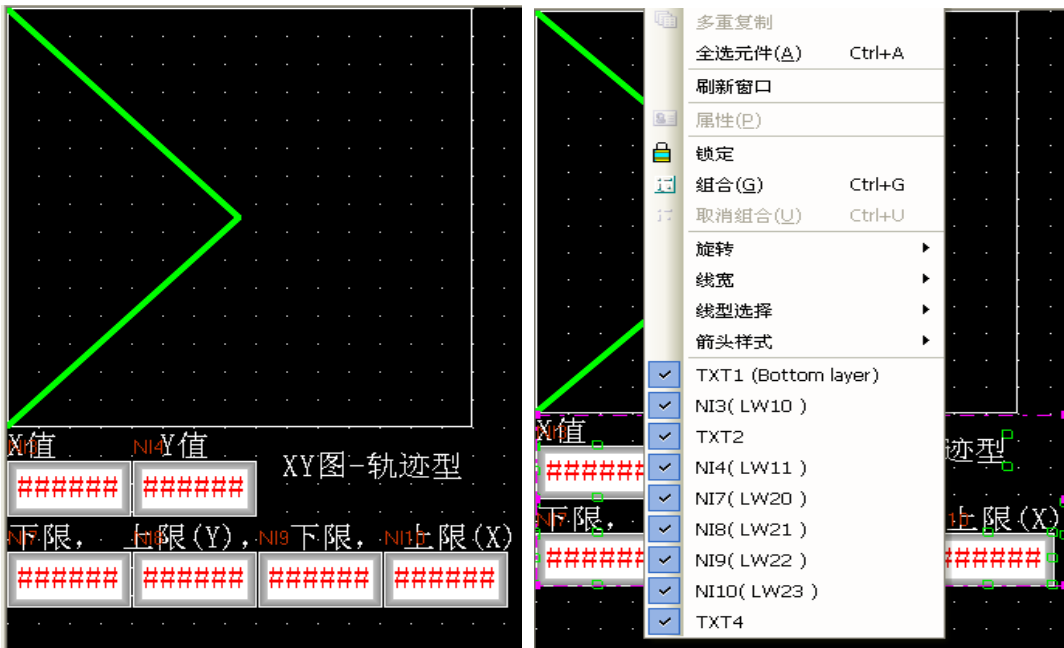 X值 NI3 NI4 Y值
XY图-轨迹型
###### ######
NI7 下限, NI8 上限(Y), NI9 下限, NI10 上限(X)
###### ###### ###### ######
多重复制
全选元件(A) Ctrl+A
刷新窗口
属性(P)
锁定
组合(G) Ctrl+G
取消组合(U) Ctrl+U
旋转
线宽
线型选择
箭头样式
TXT1 (Bottom layer)
NI3( LW10 )
TXT2
NI4( LW11 )
NI7( LW20 )
NI8( LW21 )
NI9( LW22 )
NI10( LW23 )
TXT4
X值
迹型
######
下限,
上限(X)
###### ######